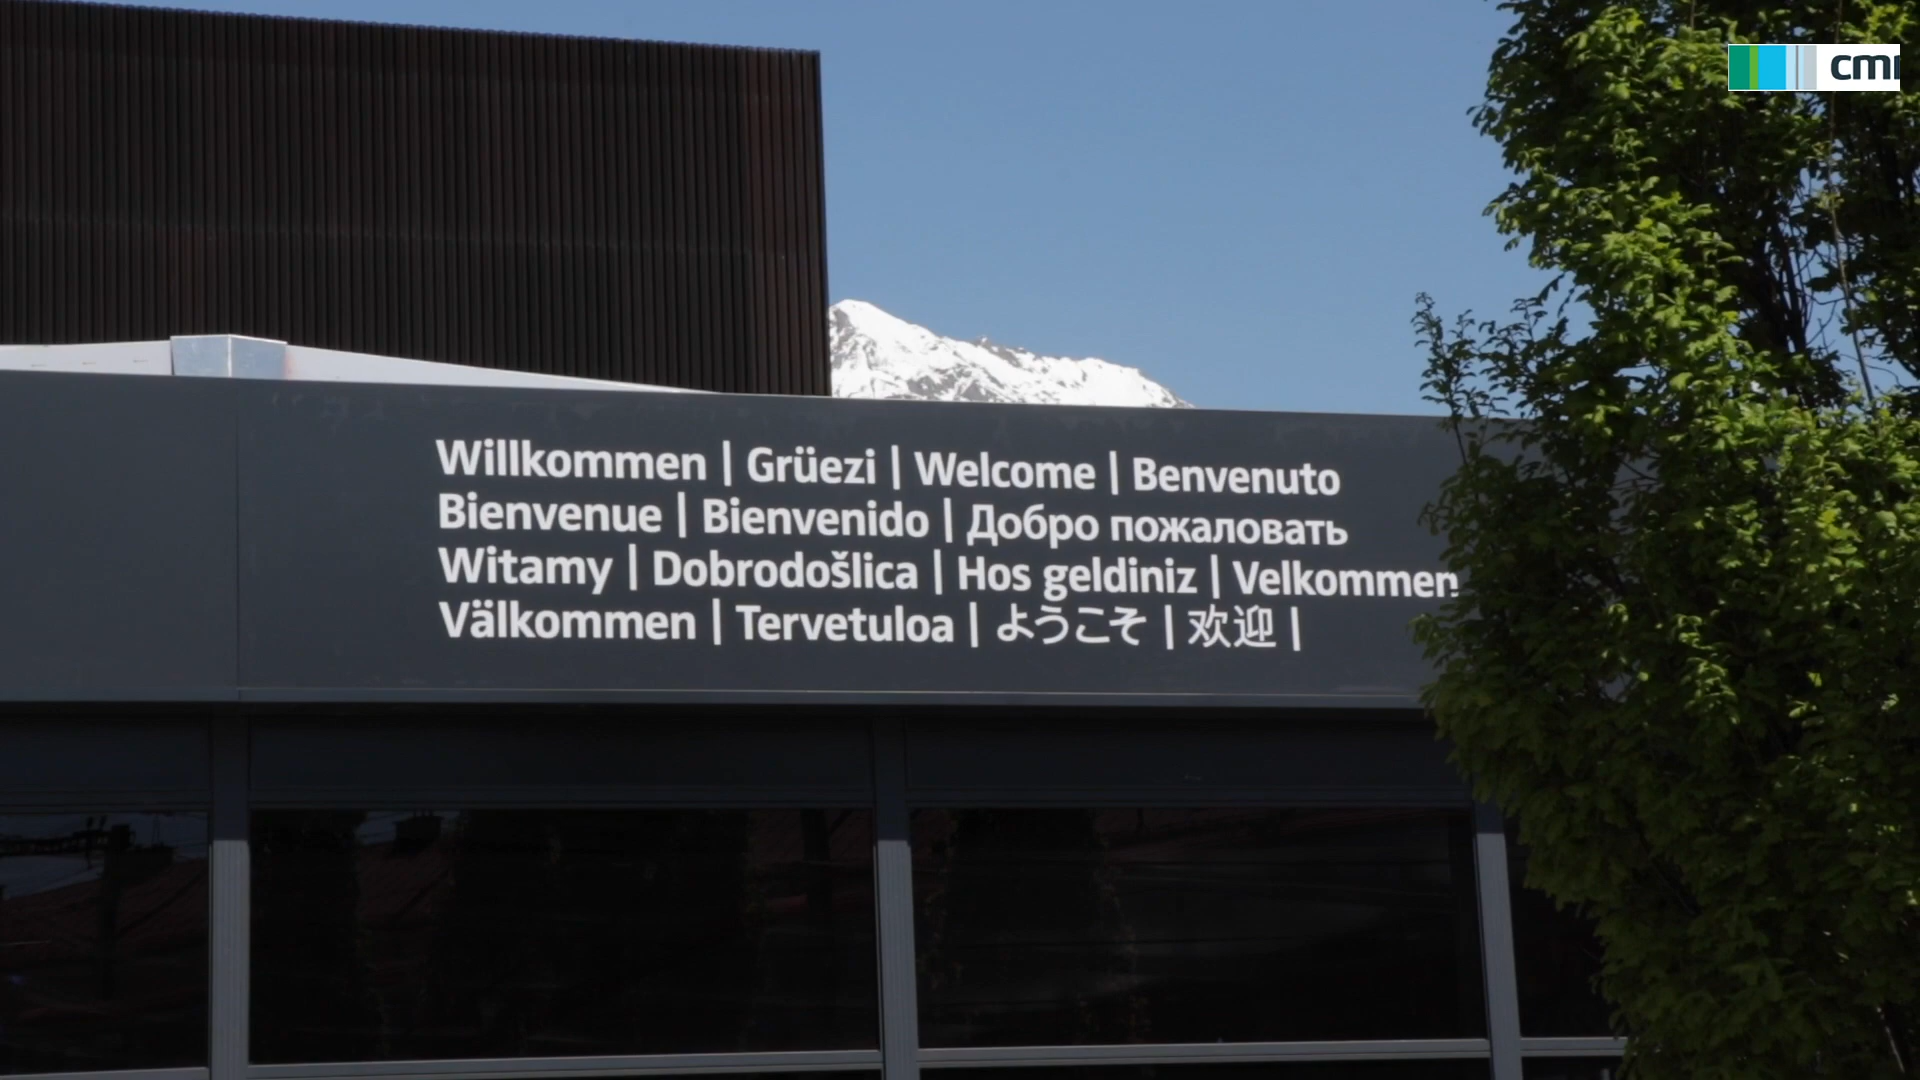 cmi
Willkommen | Grüezi | Welcome | Benvenuto
Bienvenue | Bienvenido | Добро пожаловать
Witamy | Dobrodošlica | Hos geldiniz | Velkommen
Välkommen | Tervetuloa | ようこそ | 欢迎 |